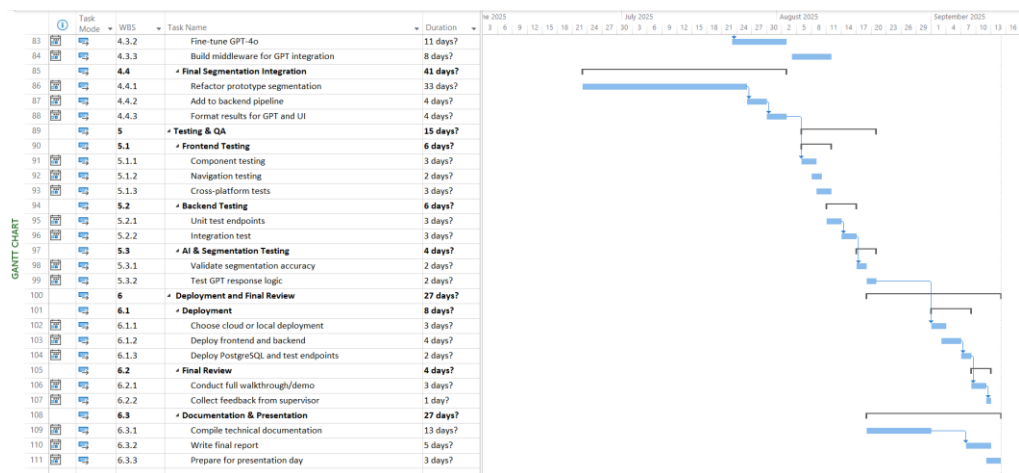 ne 2025 July 2025 August 2025 September 2025
Task Mode WBS Task Name Duration
3 6 9 12 15 18 21 24 27 30 3 6 9 12 15 18 21 24 27 30 2 5 8 11 14 17 20 23 26 29 1 4 7 10 13 16
83 4.3.2 Fine-tune GPT-4o 11 days?
84 4.3.3 Build middleware for GPT integration 8 days?
85 4.4 Final Segmentation Integration 41 days?
86 4.4.1 Refactor prototype segmentation 33 days?
87 4.4.2 Add to backend pipeline 4 days?
88 4.4.3 Format results for GPT and UI 4 days?
89 5 Testing & QA 15 days?
90 5.1 Frontend Testing 6 days?
91 5.1.1 Component testing 3 days?
92 5.1.2 Navigation testing 2 days?
93 5.1.3 Cross-platform tests 3 days?
94 5.2 Backend Testing 6 days?
95 5.2.1 Unit test endpoints 3 days?
96 5.2.2 Integration test 3 days?
97 5.3 AI & Segmentation Testing 4 days?
98 5.3.1 Validate segmentation accuracy 2 days?
99 5.3.2 Test GPT response logic 2 days?
100 6 Deployment and Final Review 27 days?
101 6.1 Deployment 8 days?
102 6.1.1 Choose cloud or local deployment 3 days?
103 6.1.2 Deploy frontend and backend 4 days?
104 6.1.3 Deploy PostgreSQL and test endpoints 2 days?
105 6.2 Final Review 4 days?
106 6.2.1 Conduct full walkthrough/demo 3 days?
107 6.2.2 Collect feedback from supervisor 1 day?
108 6.3 Documentation & Presentation 27 days?
109 6.3.1 Compile technical documentation 13 days?
110 6.3.2 Write final report 5 days?
111 6.3.3 Prepare for presentation day 3 days?
GANTT CHART